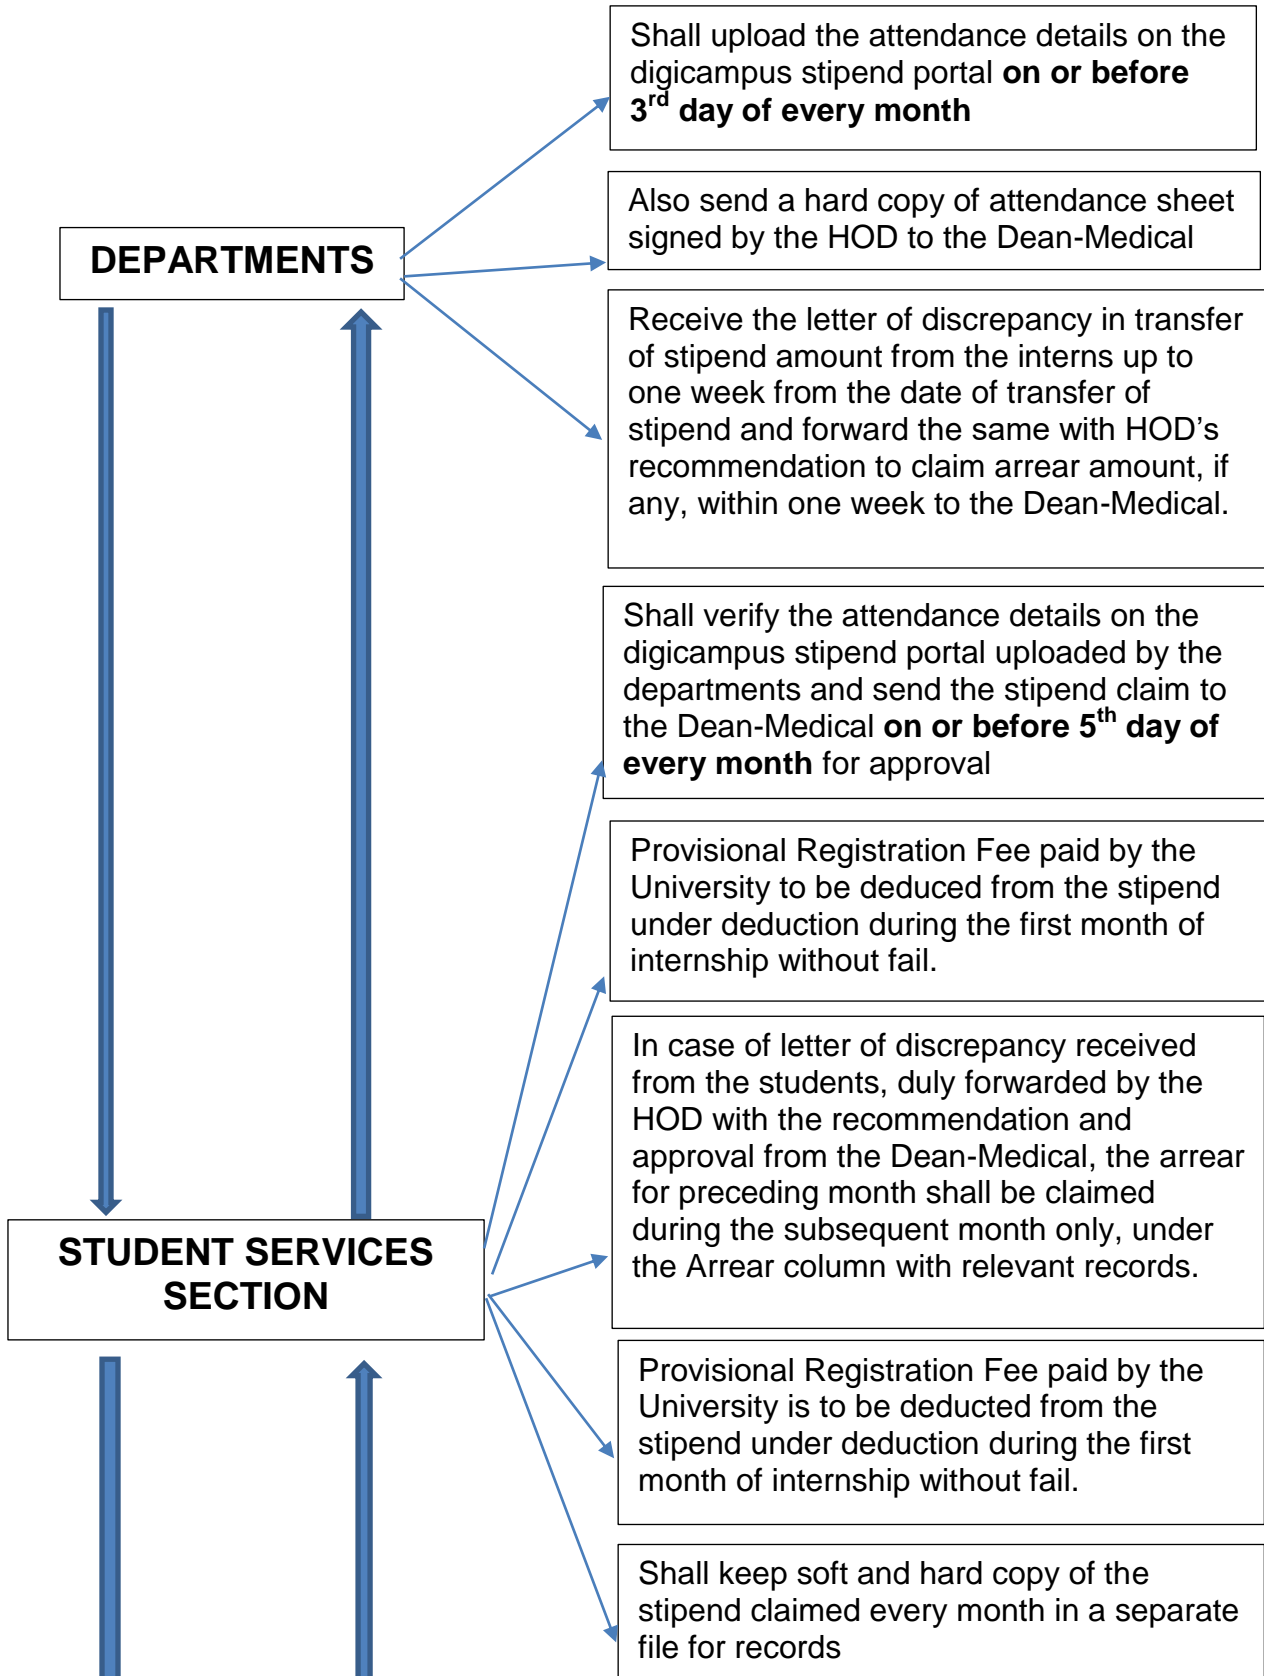 Shall upload the attendance details on the
digicampus stipend portal on or before
3rd day of every month
Also send a hard copy of attendance sheet
signed by the HOD to the Dean-Medical
DEPARTMENTS
Receive the letter of discrepancy in transfer
of stipend amount from the interns up to
one week from the date of transfer of
stipend and forward the same with HOD’s
recommendation to claim arrear amount, if
any, within one week to the Dean-Medical.
Shall verify the attendance details on the
digicampus stipend portal uploaded by the
departments and send the stipend claim to
the Dean-Medical on or before 5th day of
every month for approval
Provisional Registration Fee paid by the
University to be deduced from the stipend
under deduction during the first month of
internship without fail.
In case of letter of discrepancy received
from the students, duly forwarded by the
HOD with the recommendation and
approval from the Dean-Medical, the arrear
for preceding month shall be claimed
during the subsequent month only, under
the Arrear column with relevant records.
STUDENT SERVICES
SECTION
Provisional Registration Fee paid by the
University is to be deducted from the
stipend under deduction during the first
month of internship without fail.
Shall keep soft and hard copy of the
stipend claimed every month in a separate
file for records